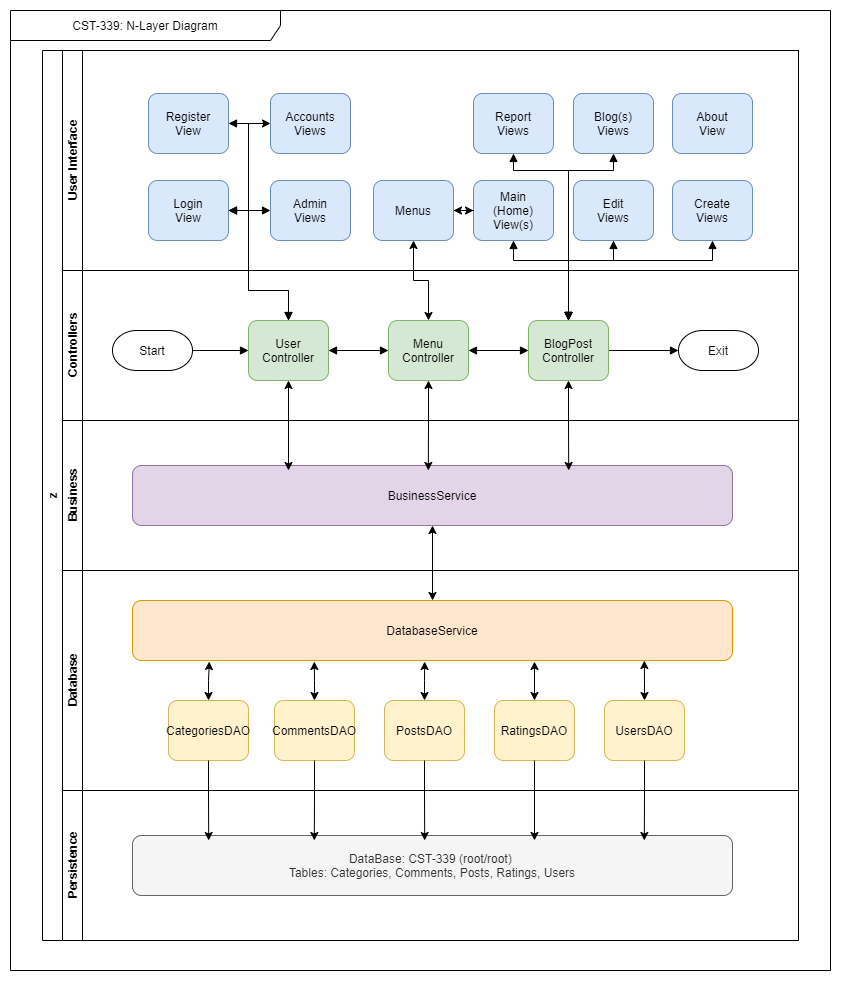 CST-339: N-Layer Diagram
z
User Interface
Register
View
Accounts
Views
Report
Views
Blog(s)
Views
About
View
Login
View
Admin
Views
Menus
Main
(Home)
View(s)
Edit
Views
Create
Views
Controllers
Start
User
Controller
Menu
Controller
BlogPost
Controller
Exit
Business
BusinessService
Database
DatabaseService
CategoriesDAO
CommentsDAO
PostsDAO
RatingsDAO
UsersDAO
Persistence
DataBase: CST-339 (root/root)
Tables: Categories, Comments, Posts, Ratings, Users